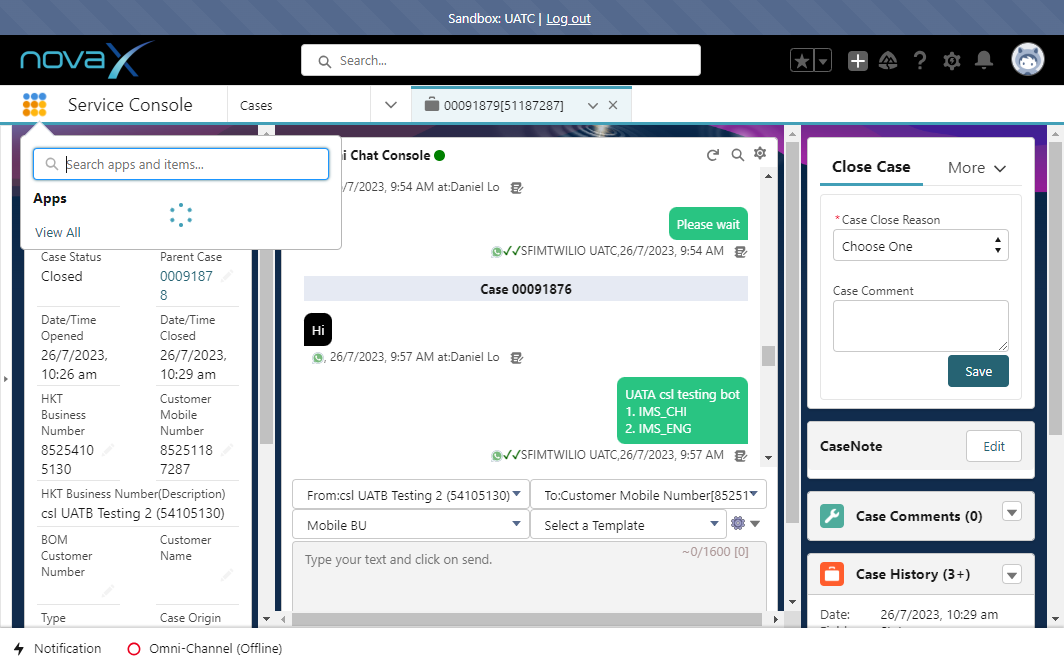 Sandbox: UATC | Log out
novaX
Search...
Service Console
Cases
00091879[51187287]
Search apps and items...
Apps
View All
Case Status
Parent Case
Closed
0009187
8
Date/Time
Opened
Date/Time
Closed
26/7/2023,
10:26 am
26/7/2023,
10:29 am
HKT
Business
Number
Customer
Mobile
Number
8525410
5130
8525118
7287
HKT Business Number(Description)
csl UATB Testing 2 (54105130)
BOM
Customer
Number
Customer
Name
Type
Case Origin
i Chat Console
/7/2023, 9:54 AM at:Daniel Lo
Please wait
✓✓SFIMTWILIO UATC,26/7/2023, 9:54 AM
Case 00091876
Hi
, 26/7/2023, 9:57 AM at:Daniel Lo
UATA csl testing bot
1. IMS_CHI
2. IMS_ENG
✓✓SFIMTWILIO UATC,26/7/2023, 9:57 AM
From:csl UATB Testing 2 (54105130)
To:Customer Mobile Number[85251
Mobile BU
Select a Template
Type your text and click on send.
~0/1600 [0]
Close Case
More
*Case Close Reason
Choose One
Case Comment
Save
CaseNote
Edit
Case Comments (0)
Case History (3+)
Date:
26/7/2023, 10:29 am
Notification
Omni-Channel (Offline)